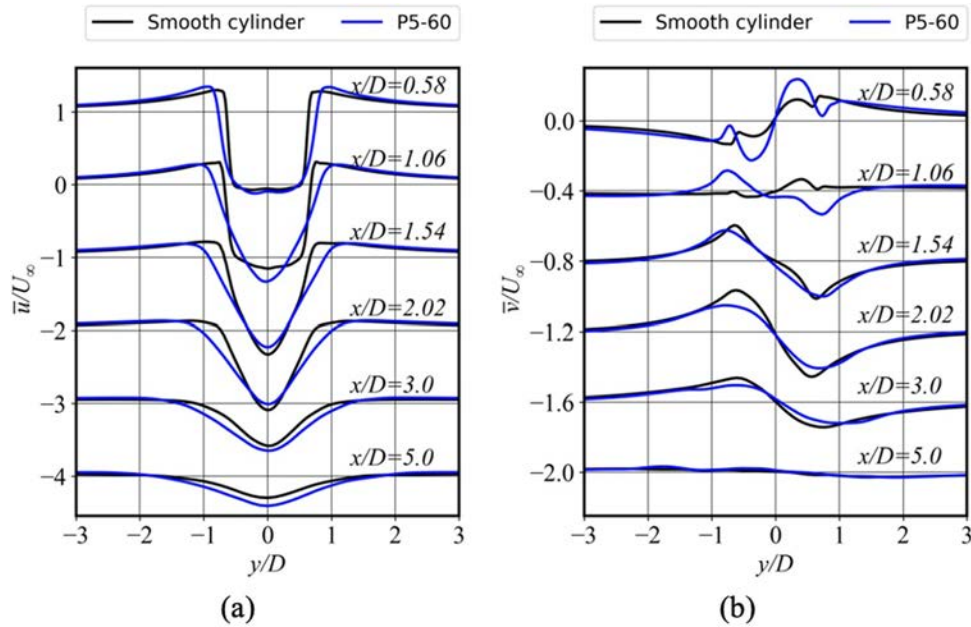 Smooth cylinder P5-60
x/D=0.58
x/D=1.06
x/D=1.54
x/D=2.02
x/D=3.0
x/D=5.0
1
0
−1
−2
−3
−4
u̅/U∞
−3 −2 −1 0 1 2 3
y/D
(a)
Smooth cylinder P5-60
x/D=0.58
x/D=1.06
x/D=1.54
x/D=2.02
x/D=3.0
x/D=5.0
0.0
−0.4
−0.8
−1.2
−1.6
−2.0
v̅/U∞
−3 −2 −1 0 1 2 3
y/D
(b)